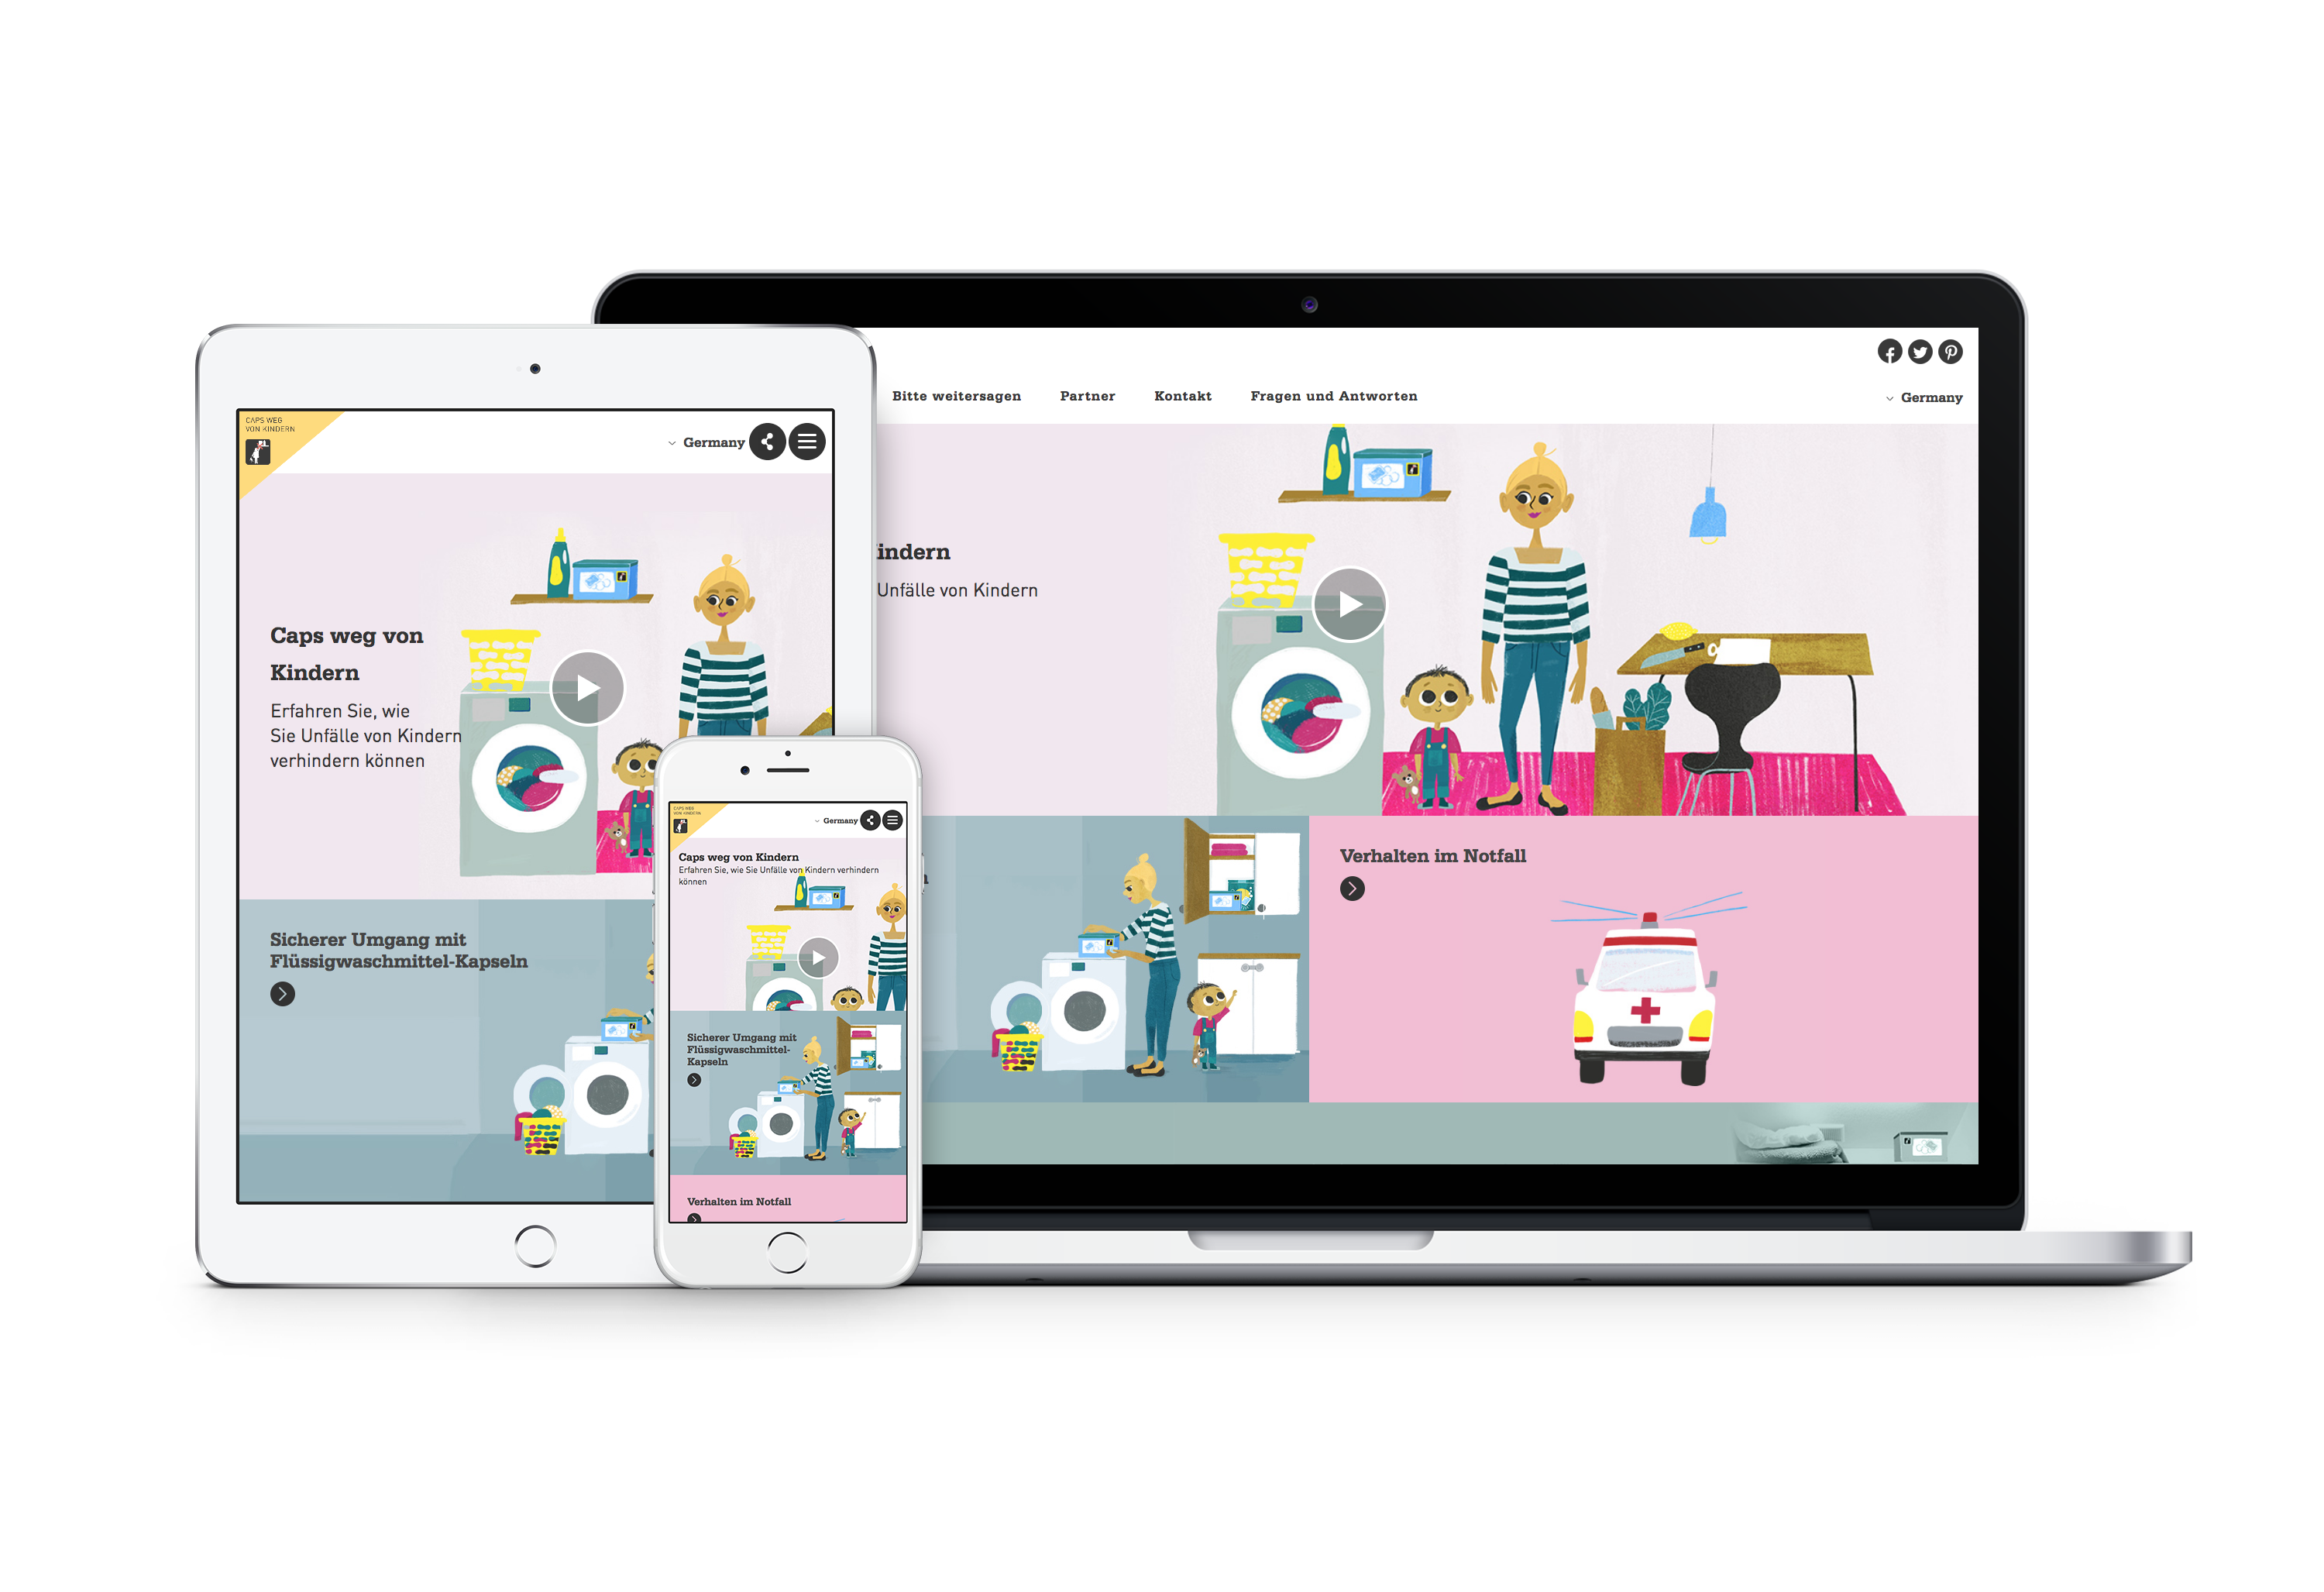 CAPS WEG
VON KINDERN
Germany
Caps weg von
Kindern
Erfahren Sie, wie
Sie Unfälle von Kindern
verhindern können
Sicherer Umgang mit
Flüssigwaschmittel-Kapseln
CAPS WEG
VON KINDERN
Germany
Caps weg von Kindern
Erfahren Sie, wie Sie Unfälle von Kindern verhindern
können
Sicherer Umgang mit
Flüssigwaschmittel-
Kapseln
Verhalten im Notfall
Bitte weitersagen Partner Kontakt Fragen und Antworten Germany
indern
Unfälle von Kindern
n
Verhalten im Notfall